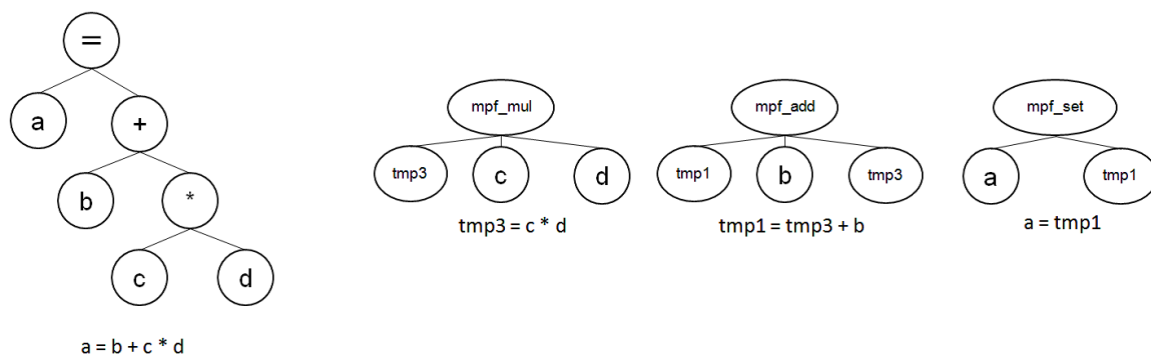 =
a
+
b
*
c
d
a = b + c * d
mpf_mul
tmp3
c
d
tmp3 = c * d
mpf_add
tmp1
b
tmp3
tmp1 = tmp3 + b
mpf_set
a
tmp1
a = tmp1